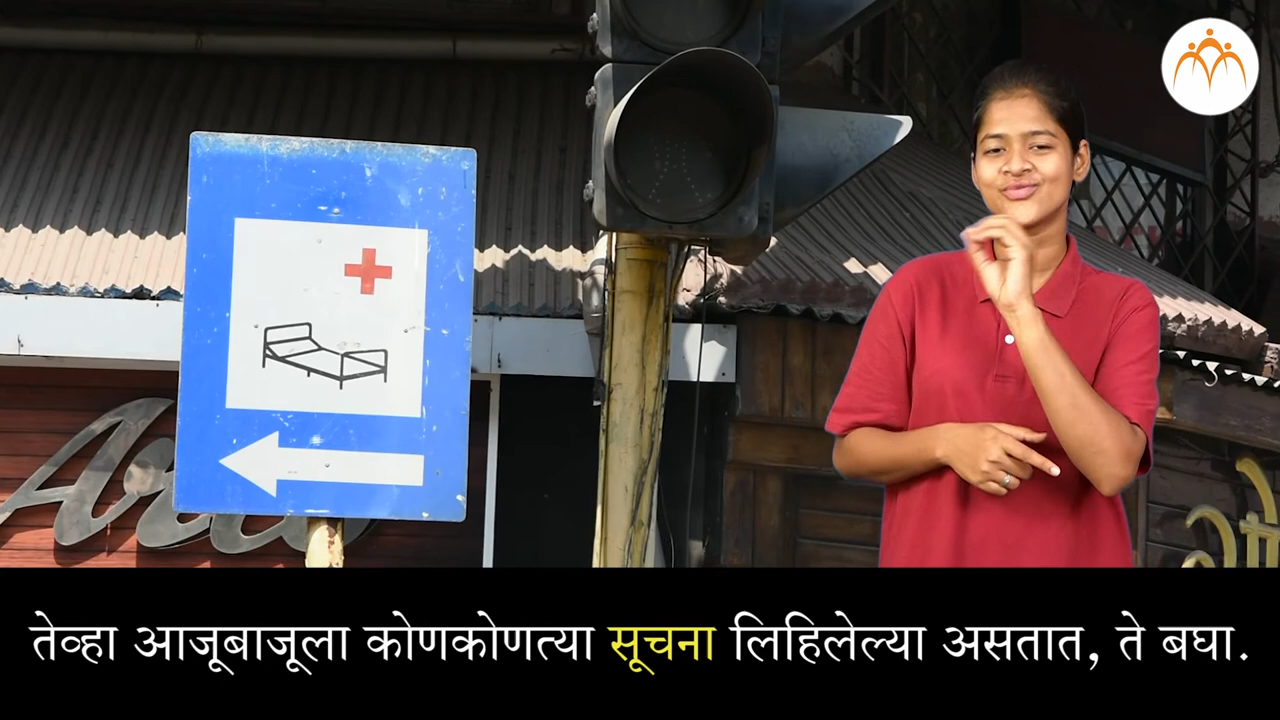 तेव्हा आजूबाजूला कोणकोणत्या सूचना लिहिलेल्या असतात, ते बघा.